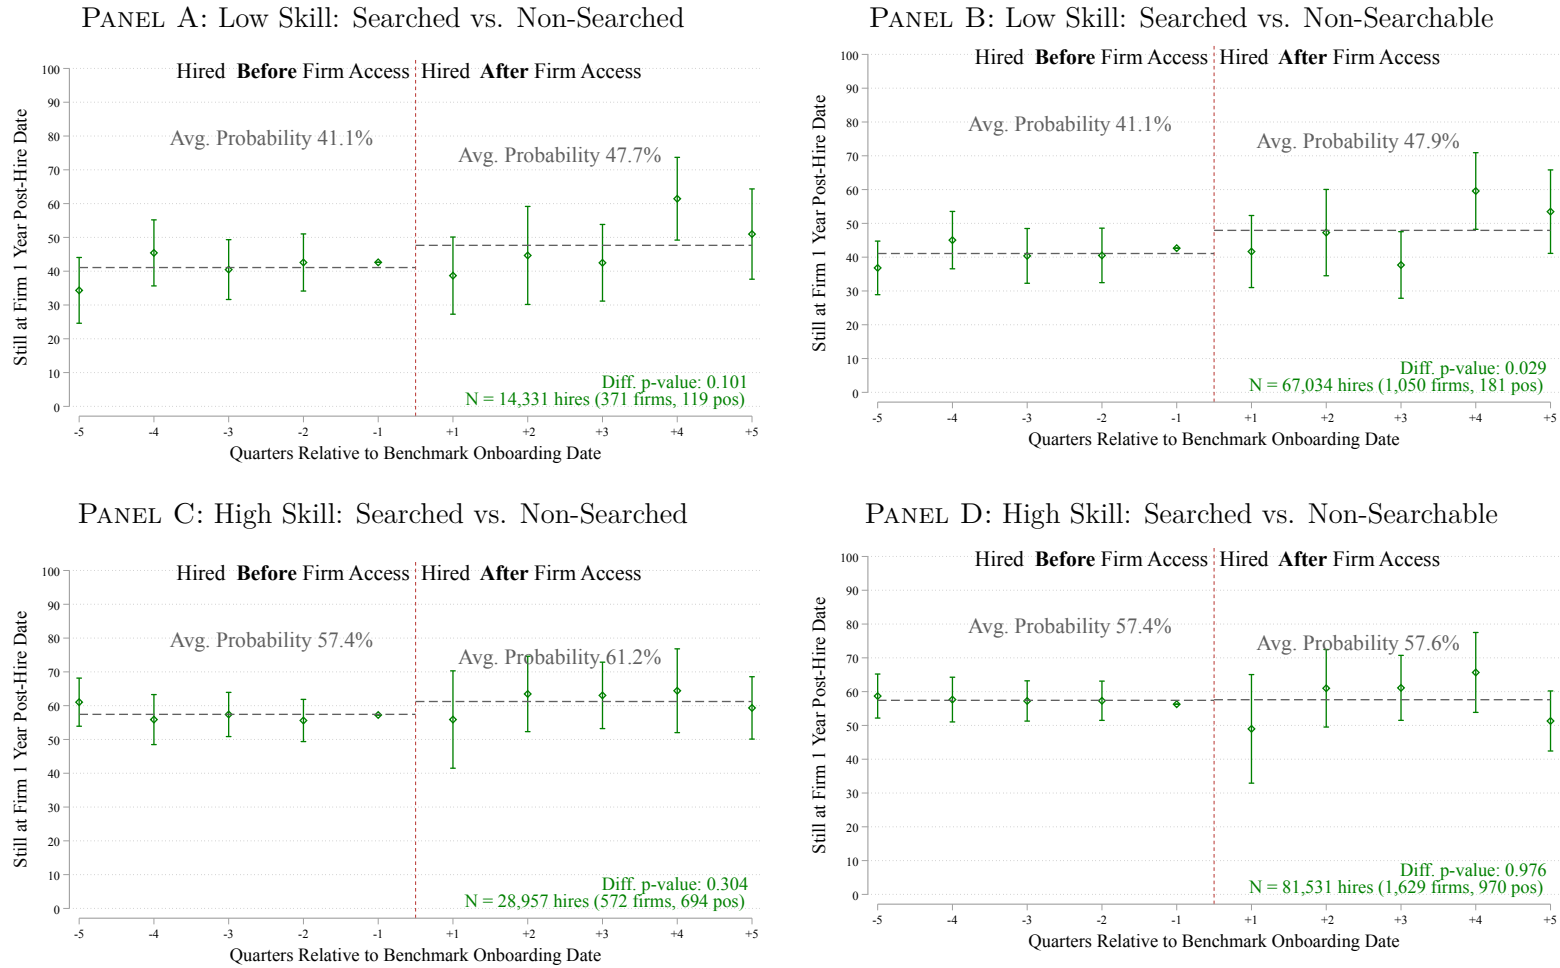 PANEL A: Low Skill: Searched vs. Non-Searched
Hired Before Firm Access
Hired After Firm Access
Avg. Probability 41.1%
Avg. Probability 47.7%
Still at Firm 1 Year Post-Hire Date
100
90
80
70
60
50
40
30
20
10
0
Diff. p-value: 0.101
N = 14,331 hires (371 firms, 119 pos)
-5 -4 -3 -2 -1 +1 +2 +3 +4 +5
Quarters Relative to Benchmark Onboarding Date
PANEL B: Low Skill: Searched vs. Non-Searchable
Hired Before Firm Access
Hired After Firm Access
Avg. Probability 41.1%
Avg. Probability 47.9%
Still at Firm 1 Year Post-Hire Date
100
90
80
70
60
50
40
30
20
10
0
Diff. p-value: 0.029
N = 67,034 hires (1,050 firms, 181 pos)
-5 -4 -3 -2 -1 +1 +2 +3 +4 +5
Quarters Relative to Benchmark Onboarding Date
PANEL C: High Skill: Searched vs. Non-Searched
Hired Before Firm Access
Hired After Firm Access
Avg. Probability 57.4%
Avg. Probability 61.2%
Still at Firm 1 Year Post-Hire Date
100
90
80
70
60
50
40
30
20
10
0
Diff. p-value: 0.304
N = 28,957 hires (572 firms, 694 pos)
-5 -4 -3 -2 -1 +1 +2 +3 +4 +5
Quarters Relative to Benchmark Onboarding Date
PANEL D: High Skill: Searched vs. Non-Searchable
Hired Before Firm Access
Hired After Firm Access
Avg. Probability 57.4%
Avg. Probability 57.6%
Still at Firm 1 Year Post-Hire Date
100
90
80
70
60
50
40
30
20
10
0
Diff. p-value: 0.976
N = 81,531 hires (1,629 firms, 970 pos)
-5 -4 -3 -2 -1 +1 +2 +3 +4 +5
Quarters Relative to Benchmark Onboarding Date